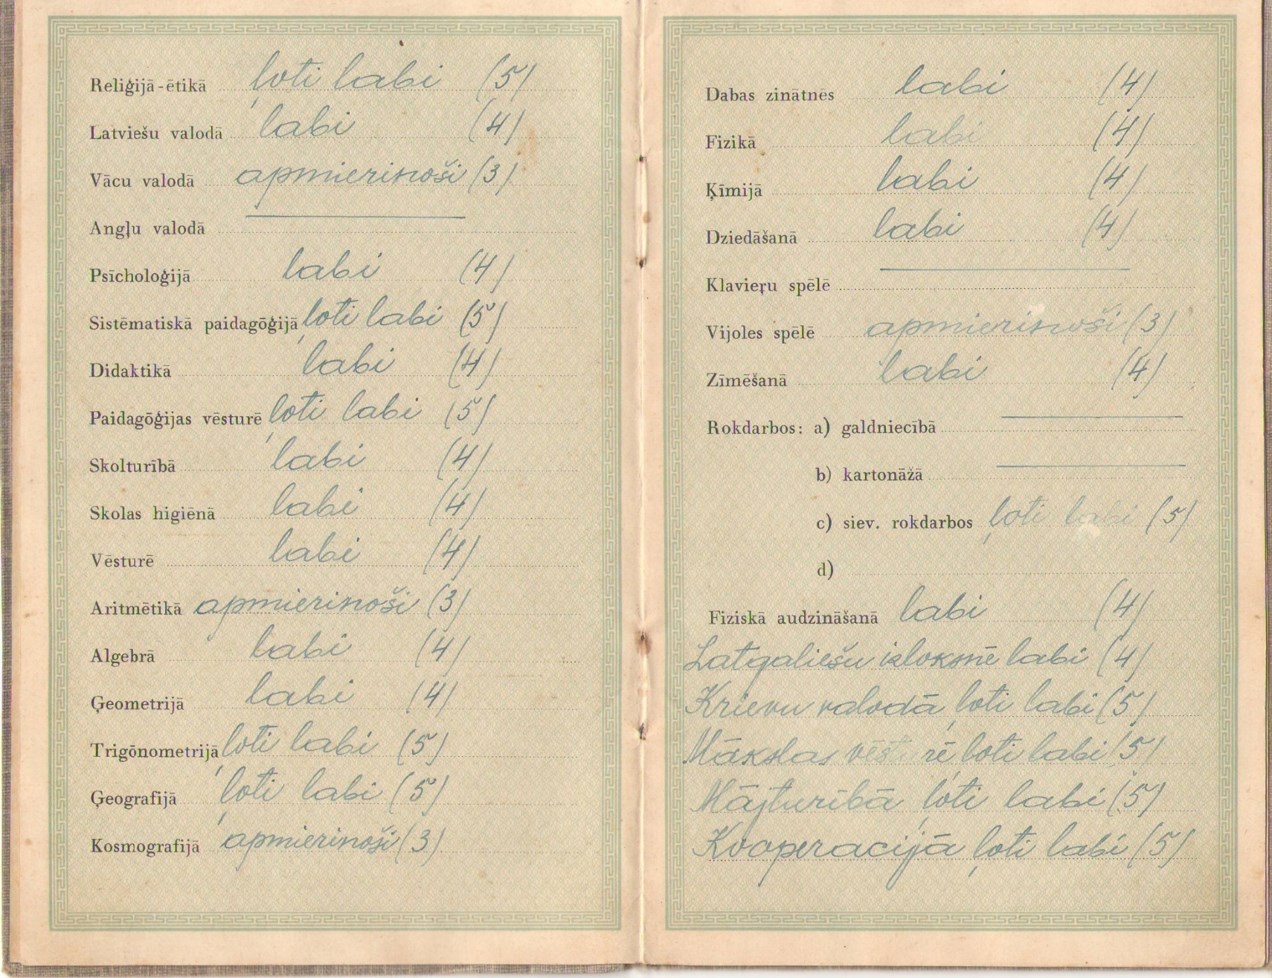 Reliģijā-ētikā ļoti labi (5)
Latviešu valodā labi (4)
Vācu valodā apmierinoši (3)
Angļu valodā
Psīcholoģijā labi (4)
Sistēmatiskā paidagōģijā ļoti labi (5)
Didaktikā labi (4)
Paidagōģijas vēsturē ļoti labi (5)
Skolturībā labi (4)
Skolas higiēnā labi (4)
Vēsturē labi (4)
Aritmētikā apmierinoši (3)
Algebrā labi (4)
Ģeometrijā labi (4)
Trigōnometrijā ļoti labi (5)
Ģeografijā ļoti labi (5)
Kosmografijā apmierinoši (3)
Dabas zinātnēs labi (4)
Fizikā labi (4)
Ķīmijā labi (4)
Dziedāšanā labi (4)
Klavieŗu spēlē
Vijoles spēlē apmierinoši (3)
Zīmēšanā labi (4)
Rokdarbos: a) galdniecībā
b) kartonāžā
c) siev. rokdarbos ļoti labi (5)
d)
Fiziskā audzināšanā labi (4)
Latgaliešu izloksnē labi (4)
Krievu valodā ļoti labi (5)
Mākslas vēsturē ļoti labi (5)
Mājturībā ļoti labi (5)
Kooperacijā ļoti labi (5)